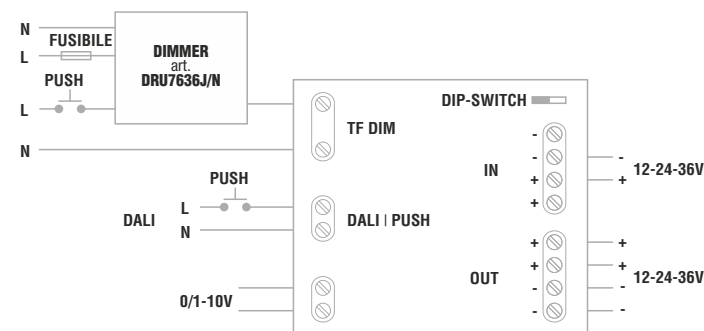 N
FUSIBILE
L
DIMMER
art.
DRU7636J/N
PUSH
L
N
DIP-SWITCH
TF DIM
-
-
+
+
IN
-
+
12-24-36V
PUSH
DALI
L
N
DALI | PUSH
+
+
-
-
OUT
+
+
-
-
12-24-36V
0/1-10V